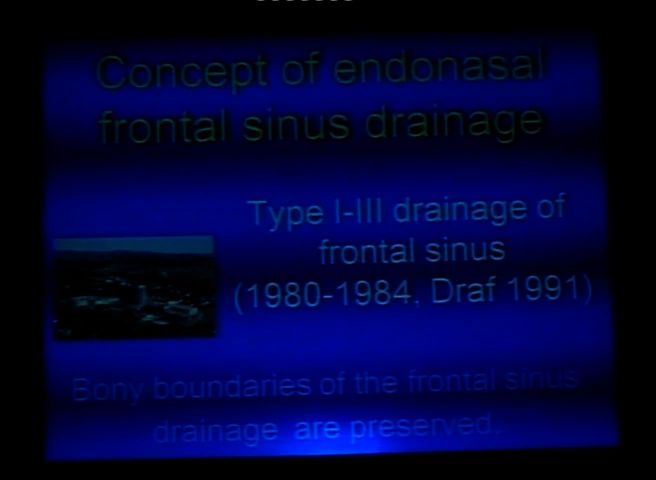 Concept of endonasal
frontal sinus drainage
Type I-III drainage of
frontal sinus
(1980-1984, Draf 1991)
Bony boundaries of the frontal sinus
drainage are preserved.